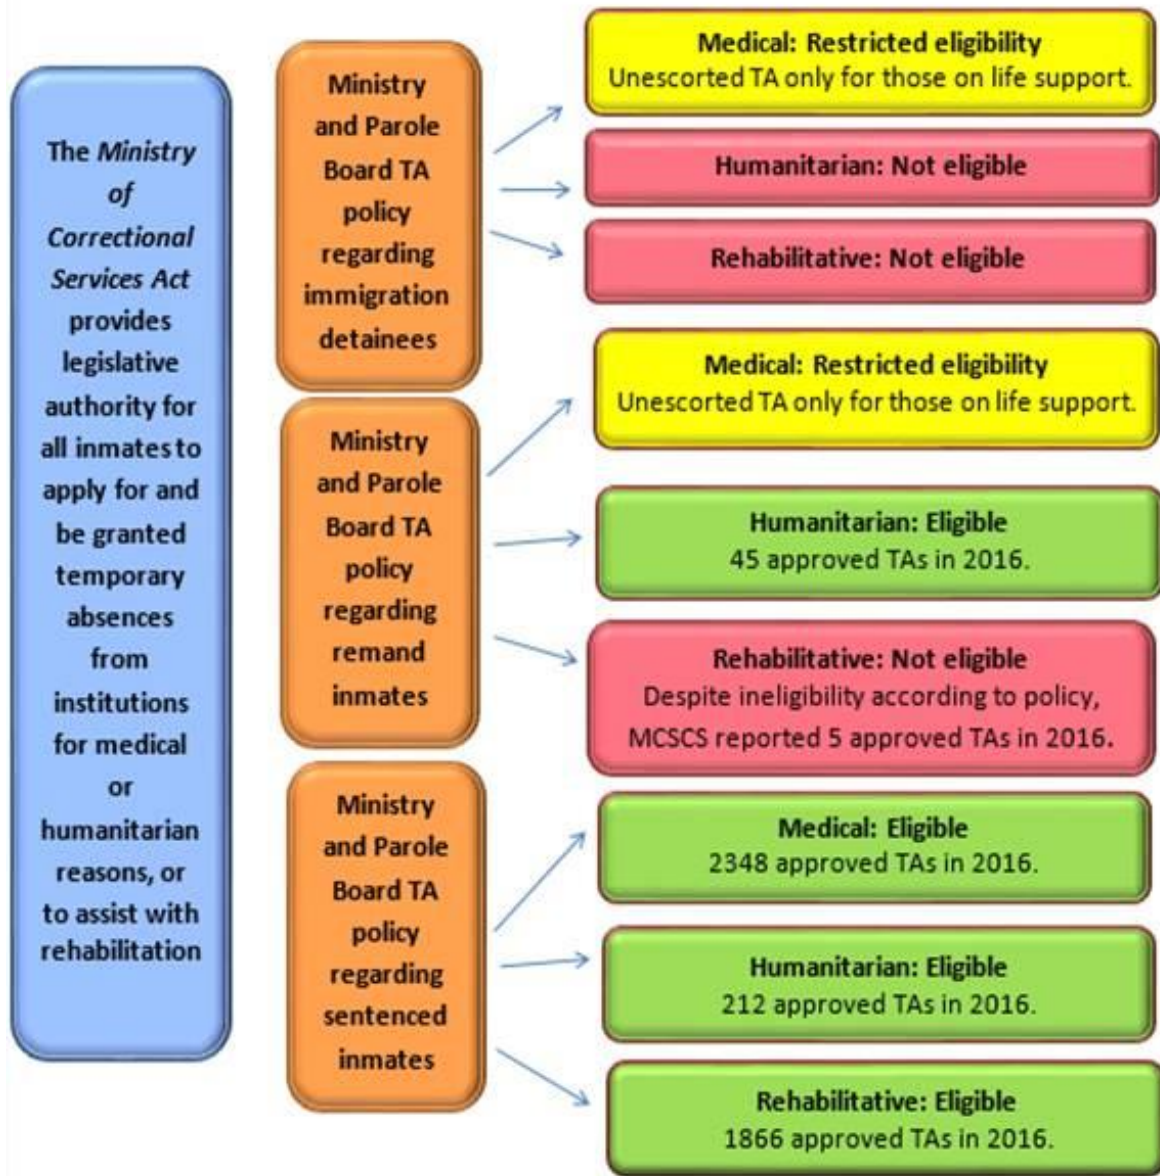 The Ministry
of
Correctional
Services Act
provides
legislative
authority for
all inmates to
apply for and
be granted
temporary
absences
from
institutions
for medical
or
humanitarian
reasons, or
to assist with
rehabilitation
Ministry
and Parole
Board TA
policy
regarding
immigration
detainees
Medical: Restricted eligibility
Unescorted TA only for those on life support.
Humanitarian: Not eligible
Rehabilitative: Not eligible
Ministry
and Parole
Board TA
policy
regarding
remand
inmates
Medical: Restricted eligibility
Unescorted TA only for those on life support.
Humanitarian: Eligible
45 approved TAs in 2016.
Rehabilitative: Not eligible
Despite ineligibility according to policy,
MCSCS reported 5 approved TAs in 2016.
Ministry
and Parole
Board TA
policy
regarding
sentenced
inmates
Medical: Eligible
2348 approved TAs in 2016.
Humanitarian: Eligible
212 approved TAs in 2016.
Rehabilitative: Eligible
1866 approved TAs in 2016.